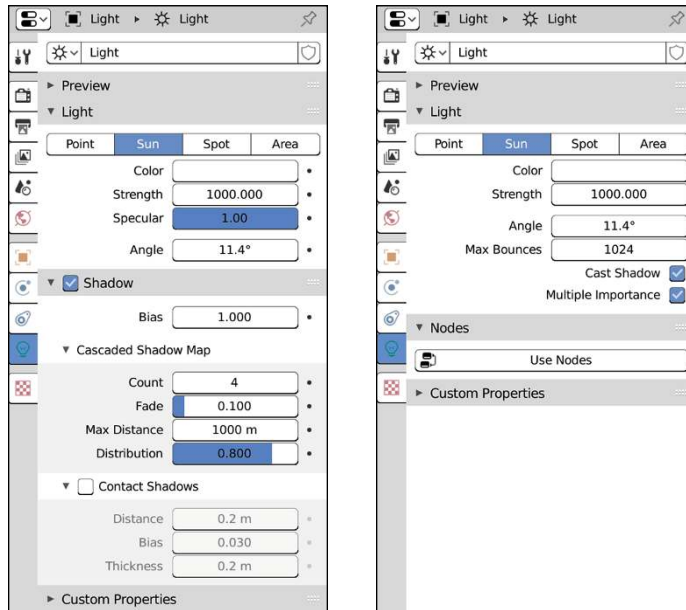 Light Light
Light
Preview
Light
Point Sun Spot Area
Color
Strength 1000.000
Specular 1.00
Angle 11.4°
Shadow
Bias 1.000
Cascaded Shadow Map
Count 4
Fade 0.100
Max Distance 1000 m
Distribution 0.800
Contact Shadows
Distance 0.2 m
Bias 0.030
Thickness 0.2 m
Custom Properties
Light Light
Light
Preview
Light
Point Sun Spot Area
Color
Strength 1000.000
Angle 11.4°
Max Bounces 1024
Cast Shadow
Multiple Importance
Nodes
Use Nodes
Custom Properties